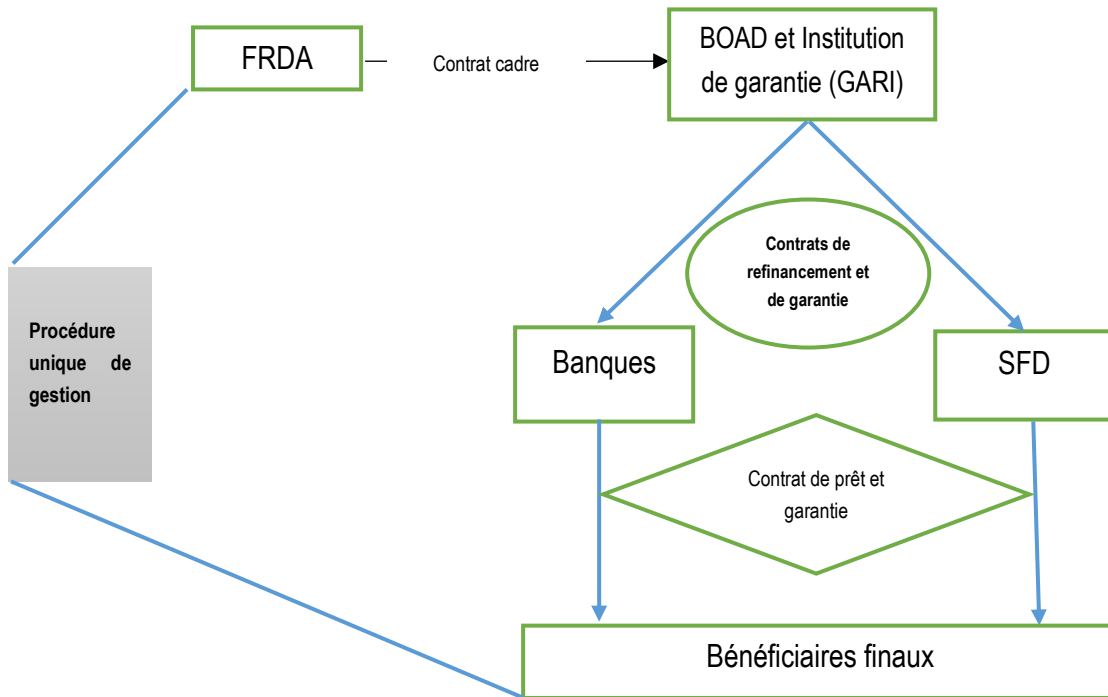 FRDA
Contrat cadre
BOAD et Institution
de garantie (GARI)
Contrats de
refinancement et
de garantie
Procédure
unique de
gestion
Banques
SFD
Contrat de prêt et
garantie
Bénéficiaires finaux